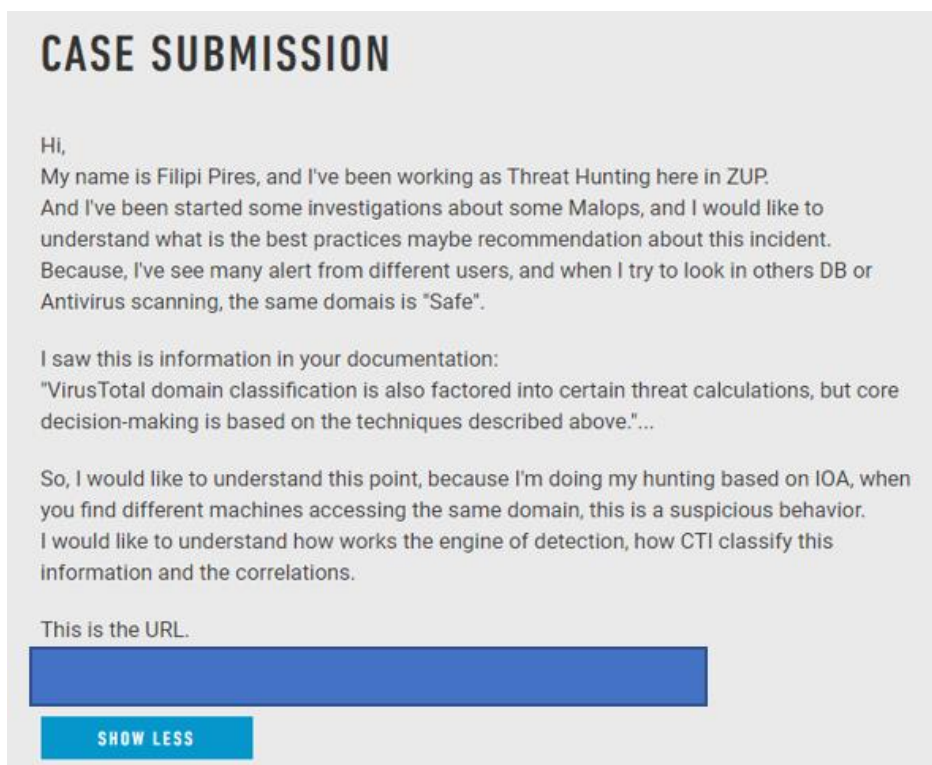 CASE SUBMISSION
Hi,
My name is Filipi Pires, and I've been working as Threat Hunting here in ZUP.
And I've been started some investigations about some Malops, and I would like to
understand what is the best practices maybe recommendation about this incident.
Because, I've see many alert from different users, and when I try to look in others DB or
Antivirus scanning, the same domais is "Safe".
I saw this is information in your documentation:
"VirusTotal domain classification is also factored into certain threat calculations, but core
decision-making is based on the techniques described above."...
So, I would like to understand this point, because I'm doing my hunting based on IOA, when
you find different machines accessing the same domain, this is a suspicious behavior.
I would like to understand how works the engine of detection, how CTI classify this
information and the correlations.
This is the URL.
SHOW LESS